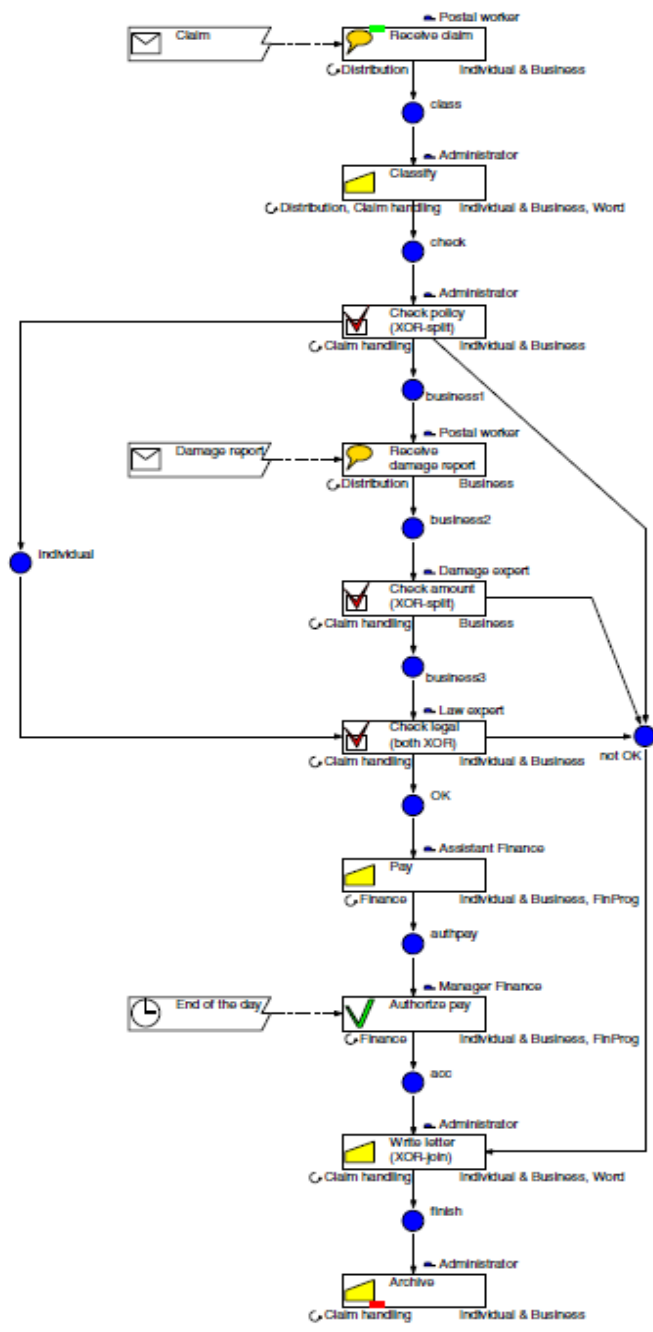 Postal worker
Claim
Receive claim
Distribution Individual & Business
class
Administrator
Classify
Distribution, Claim handling Individual & Business, Word
check
Administrator
Check policy
(XOR-split)
Claim handling Individual & Business
business1
Postal worker
Damage report
Receive
damage report
Distribution Business
business2
individual
Damage expert
Check amount
(XOR-split)
Claim handling Business
business3
Law expert
Check legal
(both XOR)
not OK
Claim handling Individual & Business
OK
Assistant Finance
Pay
Finance Individual & Business, FinProg
authpay
Manager Finance
End of the day
Authorize pay
Finance Individual & Business, FinProg
acc
Administrator
Write letter
(XOR-join)
Claim handling Individual & Business, Word
finish
Administrator
Archive
Claim handling Individual & Business